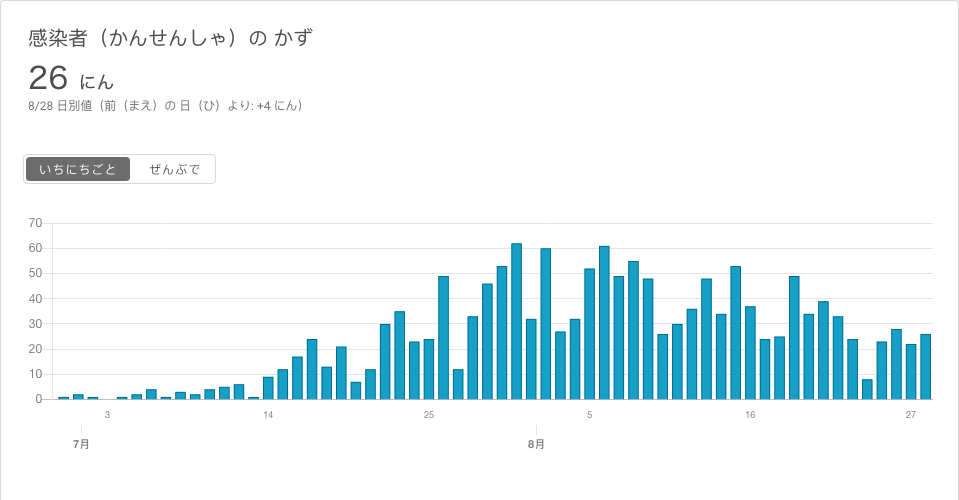 感染者（かんせんしゃ）の かず
26 にん
8/28 日別値（前（まえ）の 日（ひ）より: +4 にん）
いちにちごと ぜんぶで
70
60
50
40
30
20
10
0
3 14 25 5 16 27
7月 8月